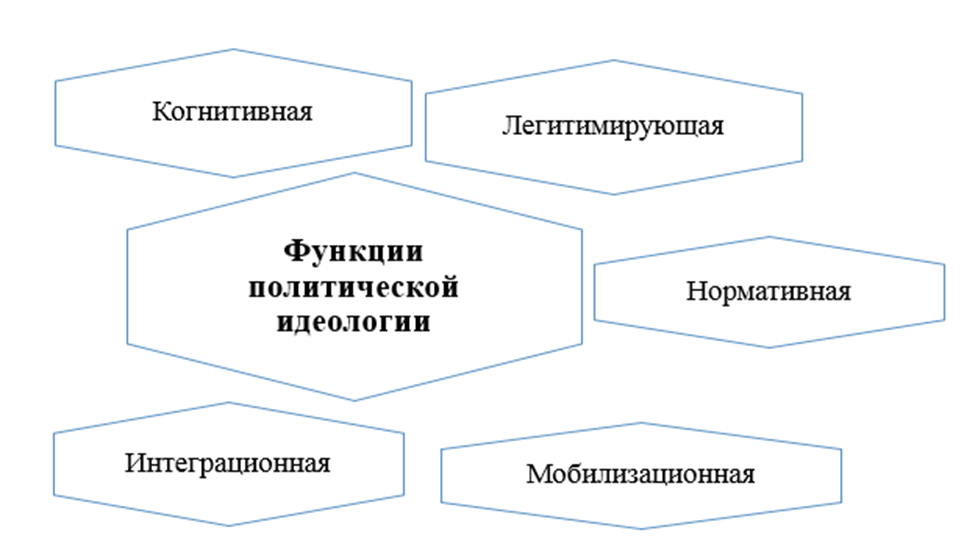 Когнитивная
Легитимирующая
Функции
политической
идеологии
Нормативная
Интеграционная
Мобилизационная